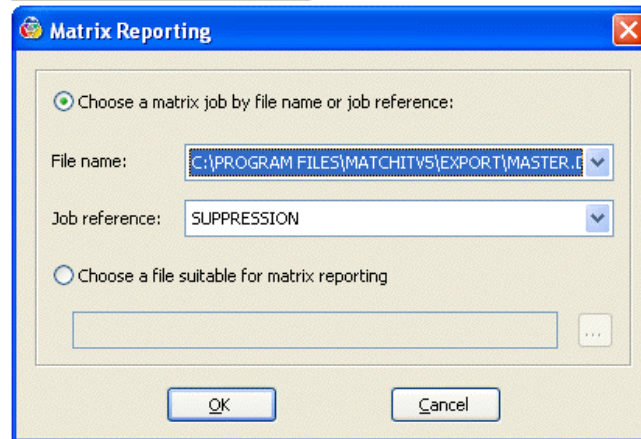 Matrix Reporting
Choose a matrix job by file name or job reference:
File name: C:\PROGRAM FILES\MATCHITV5\EXPORT\MASTER.D
Job reference: SUPPRESSION
Choose a file suitable for matrix reporting
...
OK Cancel